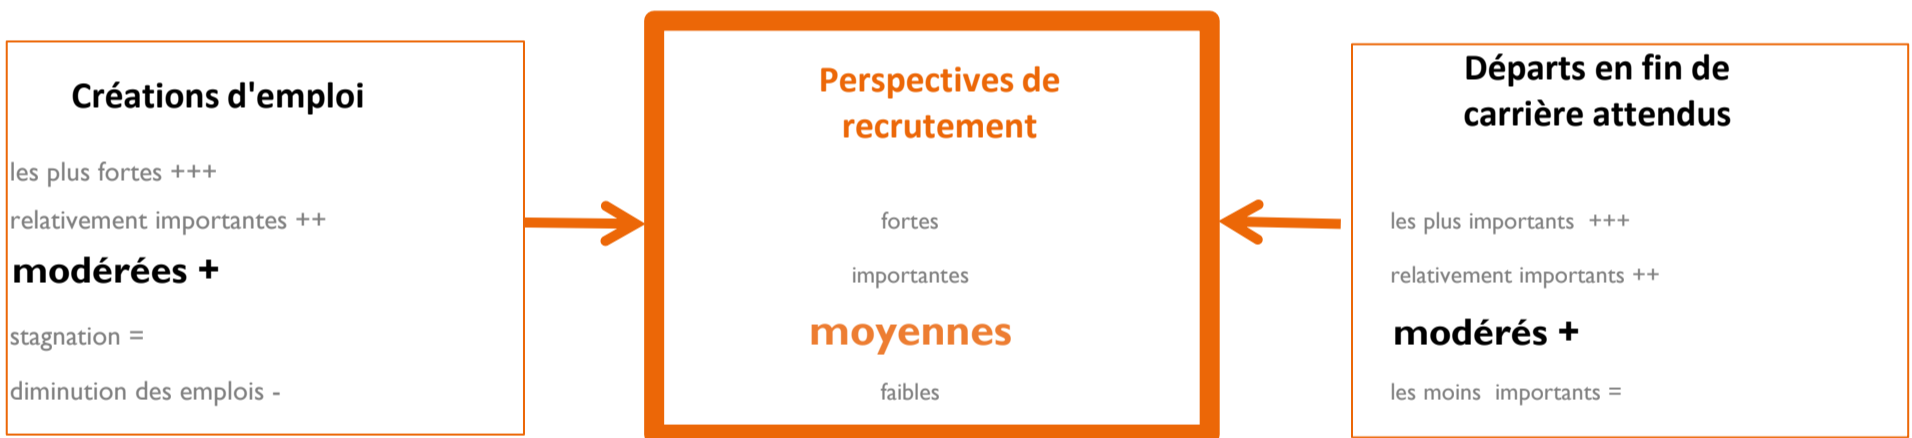 Créations d'emploi
les plus fortes +++
relativement importantes ++
modérées +
stagnation =
diminution des emplois -
Perspectives de
recrutement
fortes
importantes
moyennes
faibles
Départs en fin de
carrière attendus
les plus importants +++
relativement importants ++
modérés +
les moins importants =